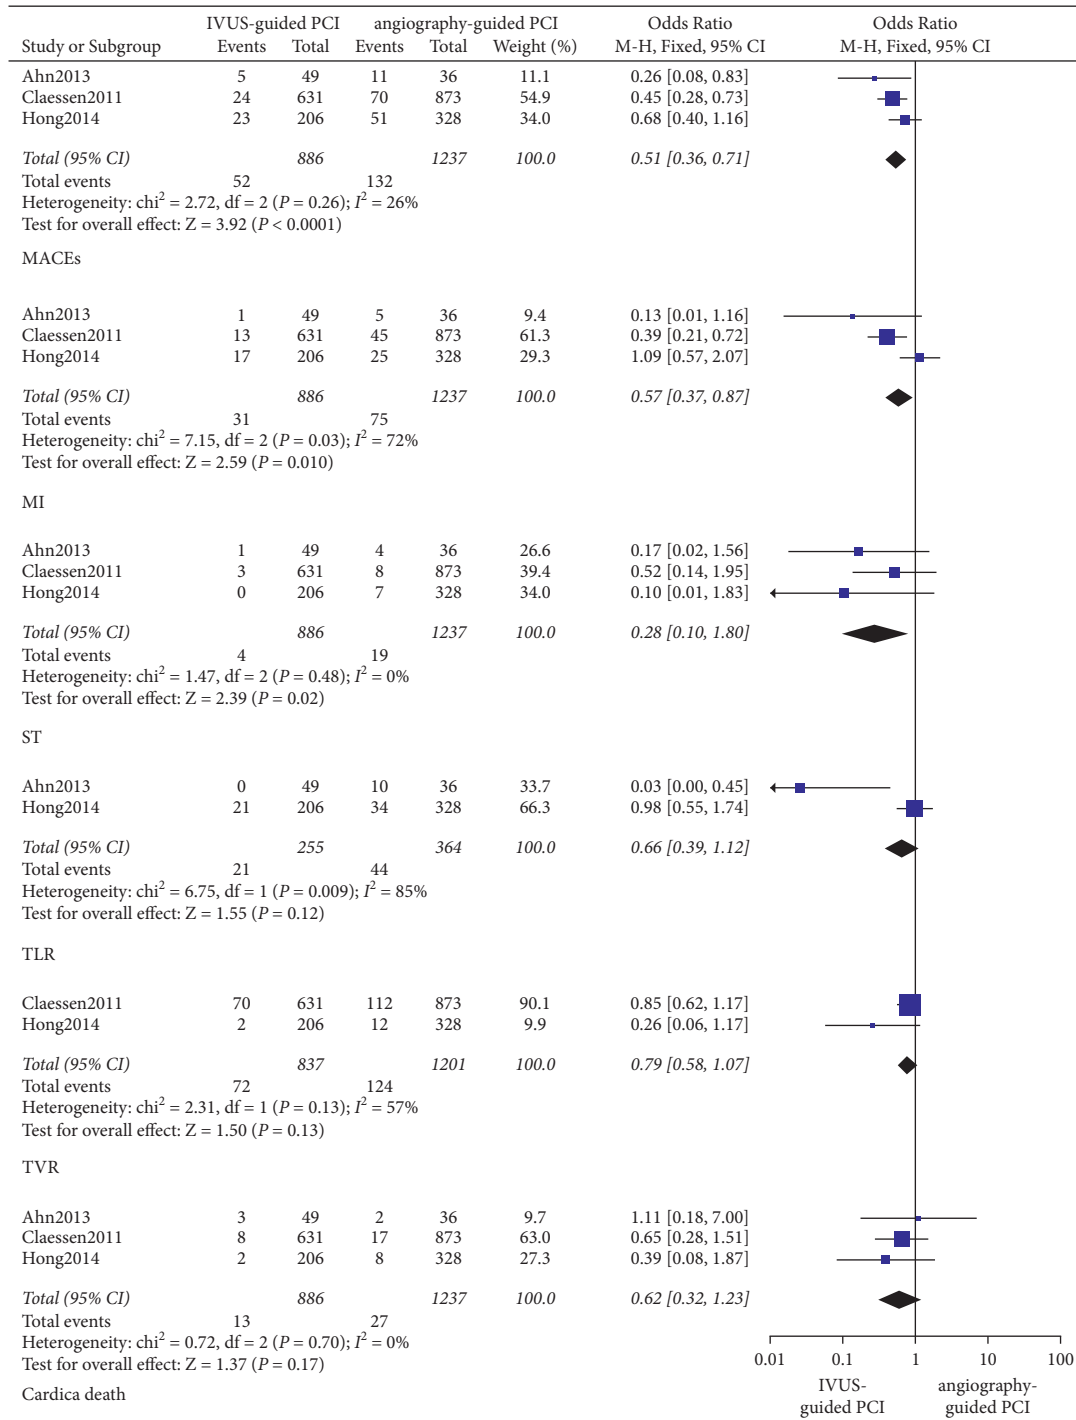 IVUS-guided PCI angiography-guided PCI Odds Ratio Odds Ratio
Study or Subgroup Events Total Events Total Weight (%) M-H, Fixed, 95% CI M-H, Fixed, 95% CI
Ahn2013 5 49 11 36 11.1 0.26 [0.08, 0.83]
Claessen2011 24 631 70 873 54.9 0.45 [0.28, 0.73]
Hong2014 23 206 51 328 34.0 0.68 [0.40, 1.16]
Total (95% CI) 886 1237 100.0 0.51 [0.36, 0.71]
Total events 52 132
Heterogeneity: chi² = 2.72, df = 2 (P = 0.26); I² = 26%
Test for overall effect: Z = 3.92 (P < 0.0001)
MACEs
Ahn2013 1 49 5 36 9.4 0.13 [0.01, 1.16]
Claessen2011 13 631 45 873 61.3 0.39 [0.21, 0.72]
Hong2014 17 206 25 328 29.3 1.09 [0.57, 2.07]
Total (95% CI) 886 1237 100.0 0.57 [0.37, 0.87]
Total events 31 75
Heterogeneity: chi² = 7.15, df = 2 (P = 0.03); I² = 72%
Test for overall effect: Z = 2.59 (P = 0.010)
MI
Ahn2013 1 49 4 36 26.6 0.17 [0.02, 1.56]
Claessen2011 3 631 8 873 39.4 0.52 [0.14, 1.95]
Hong2014 0 206 7 328 34.0 0.10 [0.01, 1.83]
Total (95% CI) 886 1237 100.0 0.28 [0.10, 1.80]
Total events 4 19
Heterogeneity: chi² = 1.47, df = 2 (P = 0.48); I² = 0%
Test for overall effect: Z = 2.39 (P = 0.02)
ST
Ahn2013 0 49 10 36 33.7 0.03 [0.00, 0.45]
Hong2014 21 206 34 328 66.3 0.98 [0.55, 1.74]
Total (95% CI) 255 364 100.0 0.66 [0.39, 1.12]
Total events 21 44
Heterogeneity: chi² = 6.75, df = 1 (P = 0.009); I² = 85%
Test for overall effect: Z = 1.55 (P = 0.12)
TLR
Claessen2011 70 631 112 873 90.1 0.85 [0.62, 1.17]
Hong2014 2 206 12 328 9.9 0.26 [0.06, 1.17]
Total (95% CI) 837 1201 100.0 0.79 [0.58, 1.07]
Total events 72 124
Heterogeneity: chi² = 2.31, df = 1 (P = 0.13); I² = 57%
Test for overall effect: Z = 1.50 (P = 0.13)
TVR
Ahn2013 3 49 2 36 9.7 1.11 [0.18, 7.00]
Claessen2011 8 631 17 873 63.0 0.65 [0.28, 1.51]
Hong2014 2 206 8 328 27.3 0.39 [0.08, 1.87]
Total (95% CI) 886 1237 100.0 0.62 [0.32, 1.23]
Total events 13 27
Heterogeneity: chi² = 0.72, df = 2 (P = 0.70); I² = 0%
Test for overall effect: Z = 1.37 (P = 0.17)
0.01 0.1 1 10 100
Cardica death
IVUS- angiography-
guided PCI guided PCI